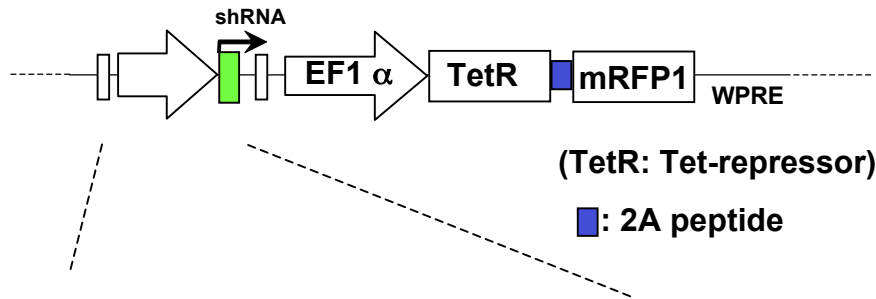 shRNA
EF1 α TetR mRFP1
WPRE
(TetR: Tet-repressor)
: 2A peptide